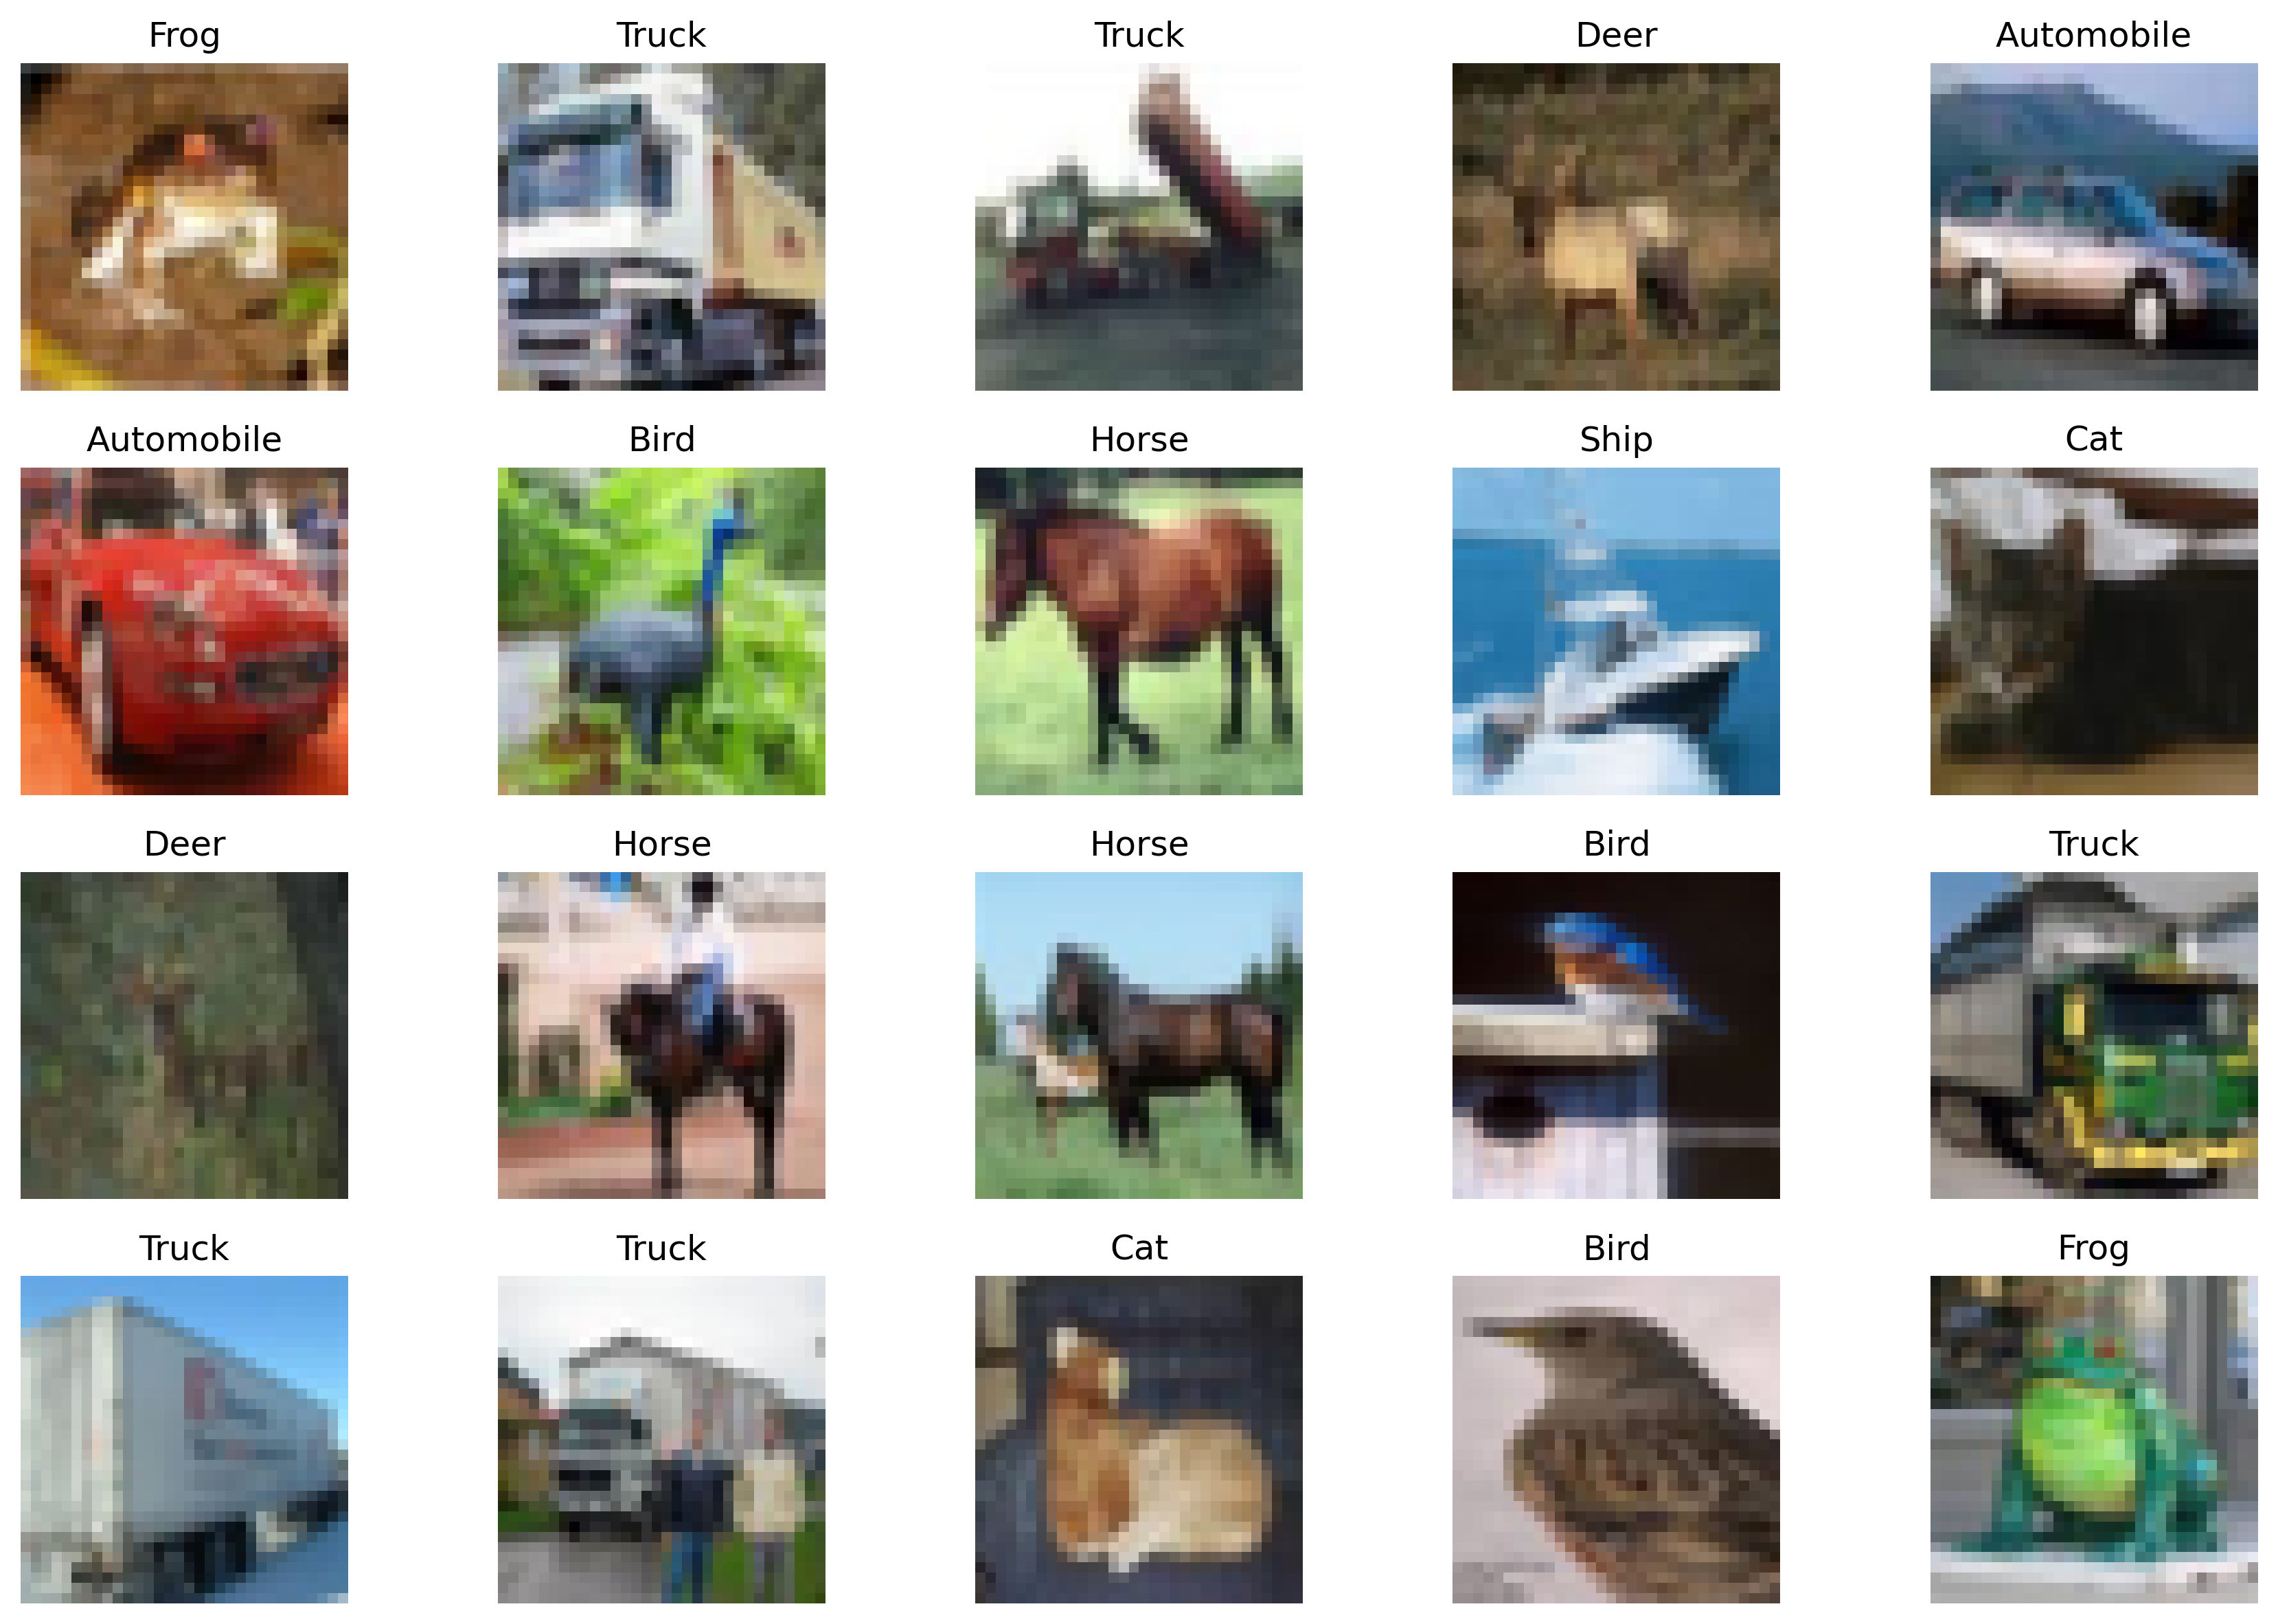 Frog Truck Truck Deer Automobile
Automobile Bird Horse Ship Cat
Deer Horse Horse Bird Truck
Truck Truck Cat Bird Frog